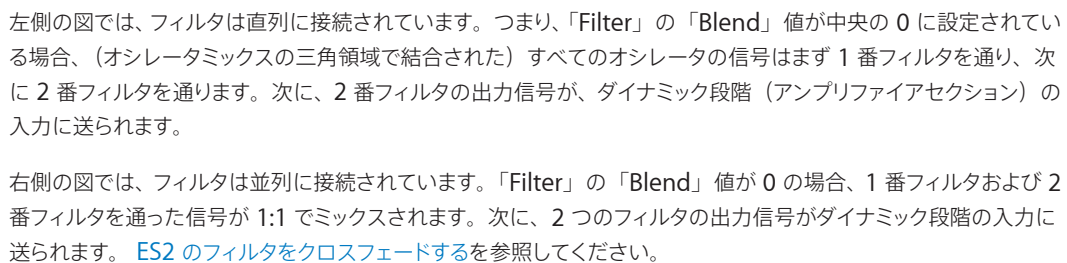 左側の図では、フィルタは直列に接続されています。つまり、「Filter」の「Blend」値が中央の 0 に設定されてい
る場合、（オシレータミックスの三角領域で結合された）すべてのオシレータの信号はまず 1 番フィルタを通り、次
に 2 番フィルタを通ります。次に、2 番フィルタの出力信号が、ダイナミック段階（アンプリファイアセクション）の
入力に送られます。
右側の図では、フィルタは並列に接続されています。「Filter」の「Blend」値が 0 の場合、1 番フィルタおよび 2
番フィルタを通った信号が 1:1 でミックスされます。次に、2 つのフィルタの出力信号がダイナミック段階の入力に
送られます。 ES2 のフィルタをクロスフェードするを参照してください。